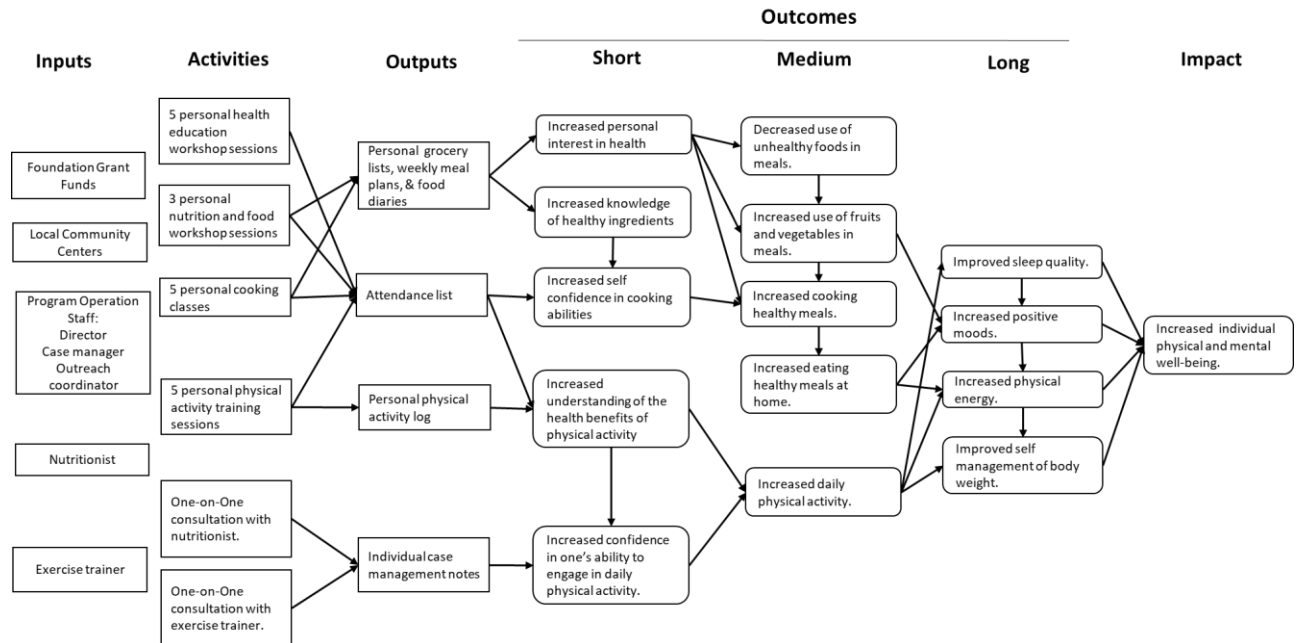 Outcomes
Inputs
Activities
Outputs
Short
Medium
Long
Impact
Foundation Grant
Funds
Local Community
Centers
Program Operation
Staff:
Director
Case manager
Outreach
coordinator
Nutritionist
Exercise trainer
5 personal health
education
workshop sessions
3 personal
nutrition and food
workshop sessions
5 personal cooking
classes
5 personal physical
activity training
sessions
One-on-One
consultation with
nutritionist.
One-on-One
consultation with
exercise trainer.
Personal grocery
lists, weekly meal
plans, & food
diaries
Attendance list
Personal physical
activity log
Individual case
management notes
Increased personal
interest in health
Increased knowledge
of healthy ingredients
Increased self
confidence in cooking
abilities
Increased
understanding of the
health benefits of
physical activity
Increased confidence
in one’s ability to
engage in daily
physical activity.
Decreased use of
unhealthy foods in
meals.
Increased use of fruits
and vegetables in
meals.
Increased cooking
healthy meals.
Increased eating
healthy meals at
home.
Increased daily
physical activity.
Improved sleep quality.
Increased positive
moods.
Increased physical
energy.
Improved self
management of body
weight.
Increased individual
physical and mental
well-being.